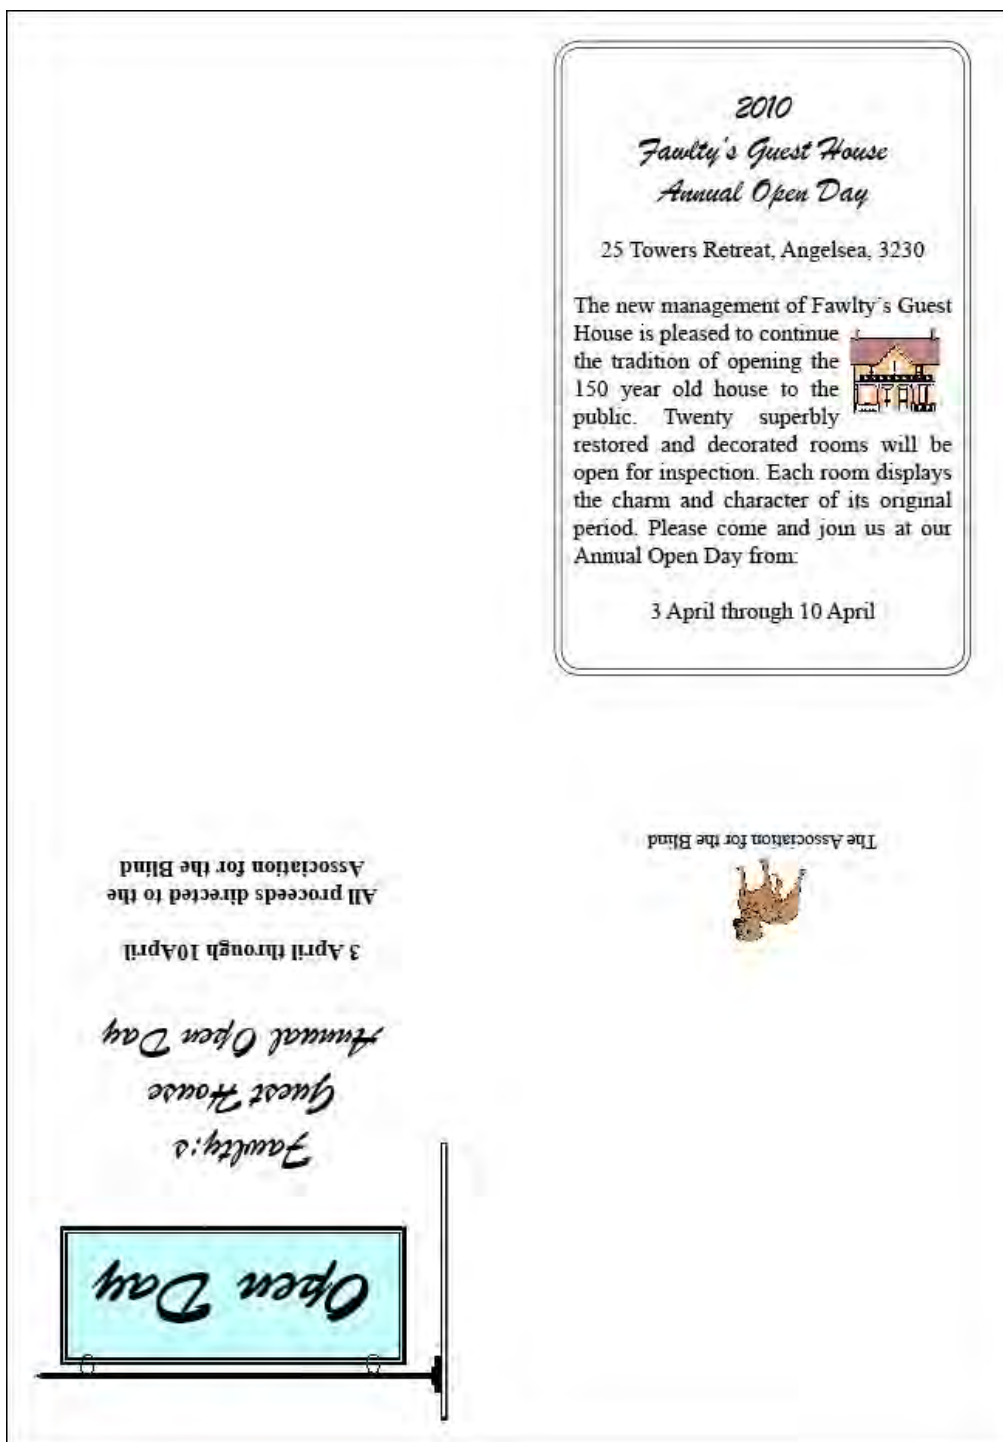 2010
Fawlty's Guest House
Annual Open Day
25 Towers Retreat, Angelsea, 3230
The new management of Fawlty's Guest
House is pleased to continue
the tradition of opening the
150 year old house to the
public. Twenty superbly
restored and decorated rooms will be
open for inspection. Each room displays
the charm and character of its original
period. Please come and join us at our
Annual Open Day from:
3 April through 10 April
The Association for the Blind
Open Day
Fawlty's
Guest House
Annual Open Day
3 April through 10April
All proceeds directed to the
Association for the Blind